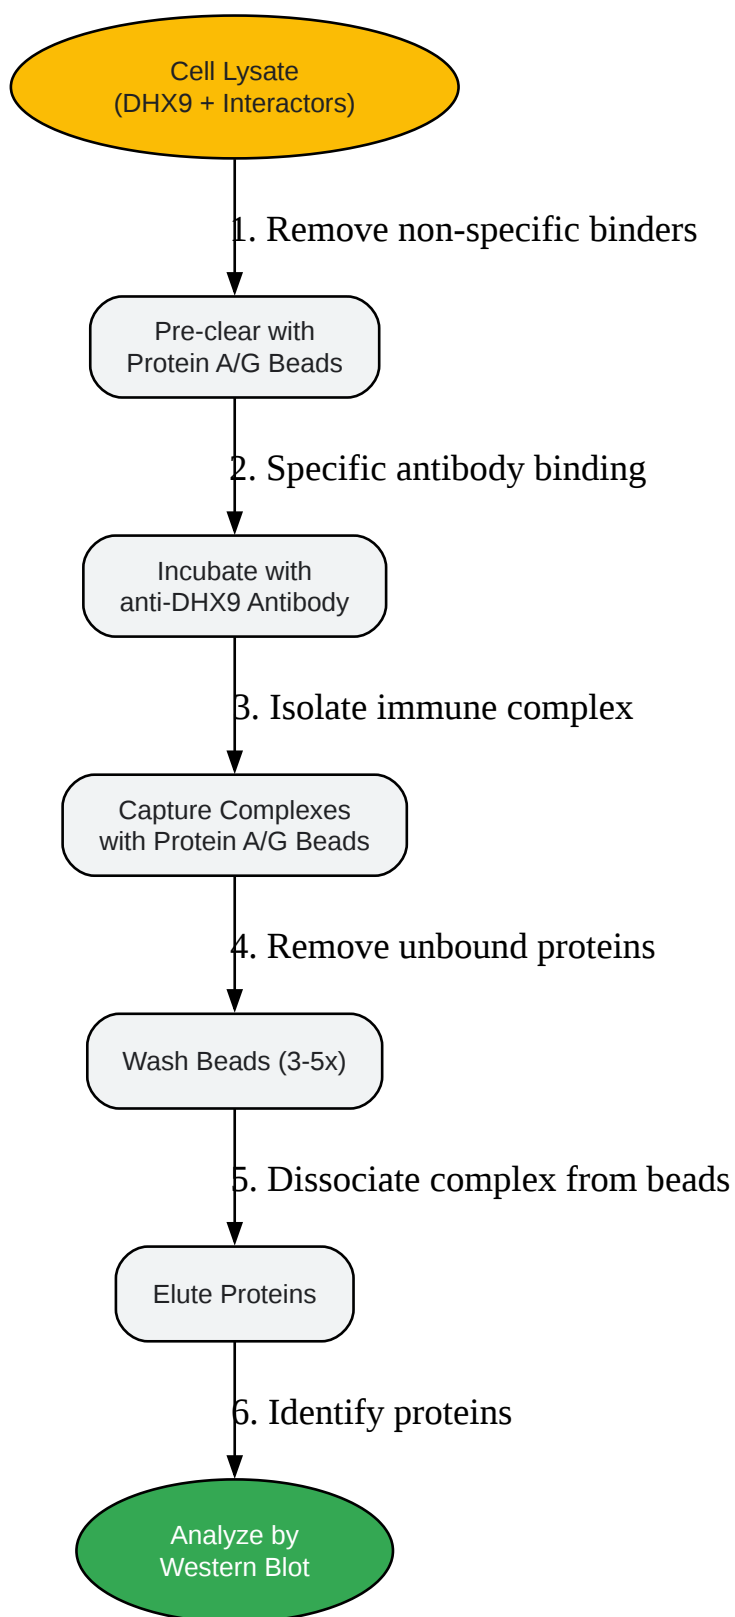 Cell Lysate
(DHX9 + Interactors)
1. Remove non-specific binders
Pre-clear with
Protein A/G Beads
2. Specific antibody binding
Incubate with
anti-DHX9 Antibody
3. Isolate immune complex
Capture Complexes
with Protein A/G Beads
4. Remove unbound proteins
Wash Beads (3-5x)
5. Dissociate complex from beads
Elute Proteins
6. Identify proteins
Analyze by
Western Blot